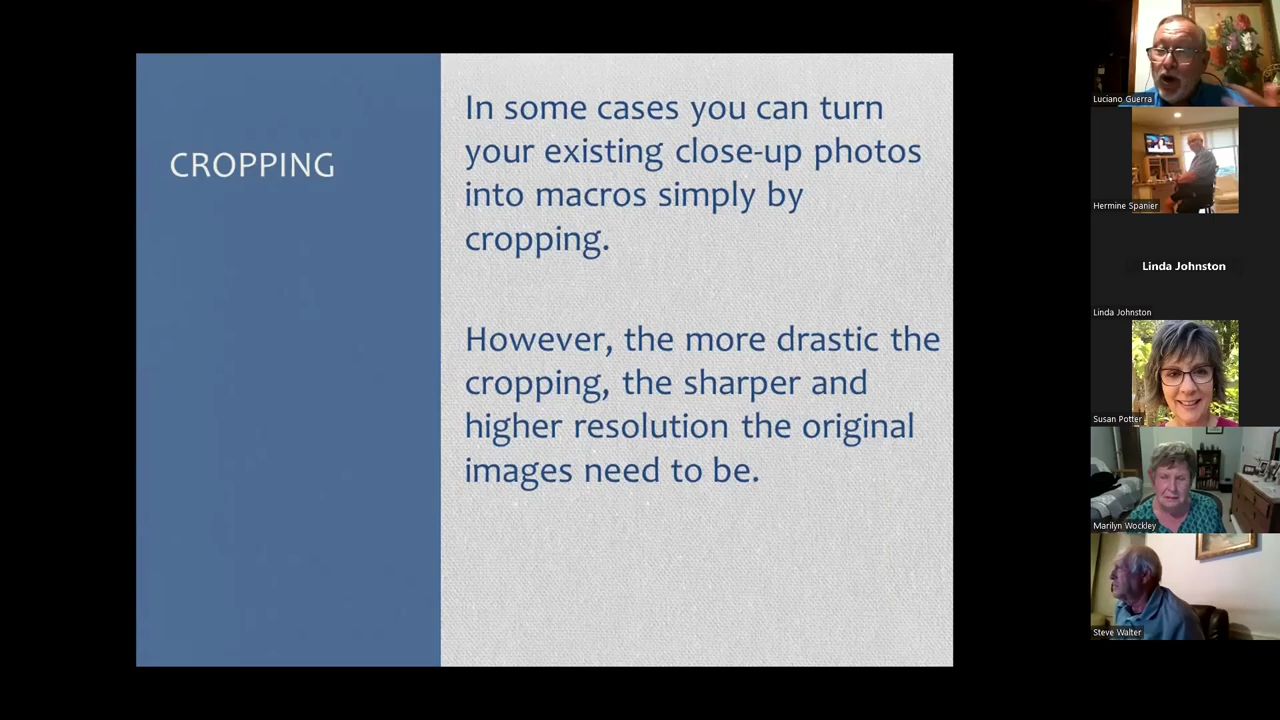 CROPPING
In some cases you can turn
your existing close-up photos
into macros simply by
cropping.
However, the more drastic the
cropping, the sharper and
higher resolution the original
images need to be.
Luciano Guerra
Hermine Spanier
Linda Johnston
Linda Johnston
Susan Potter
Marilyn Wockley
Steve Walter